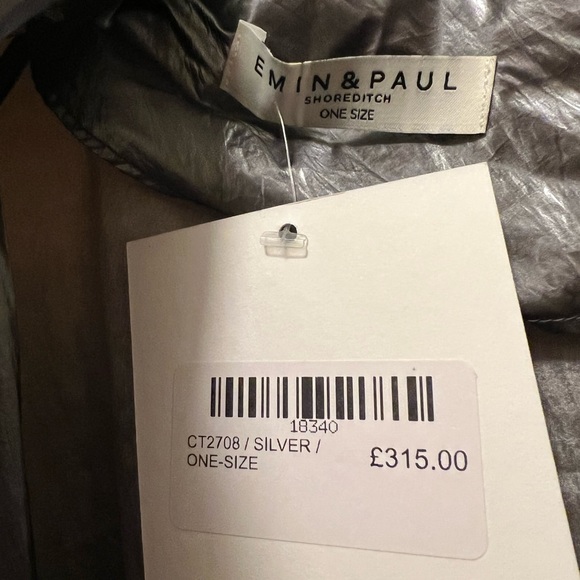 EMIN & PAUL
SHOREDITCH
ONE SIZE
18340
CT2708 / SILVER /
ONE-SIZE
£315.00